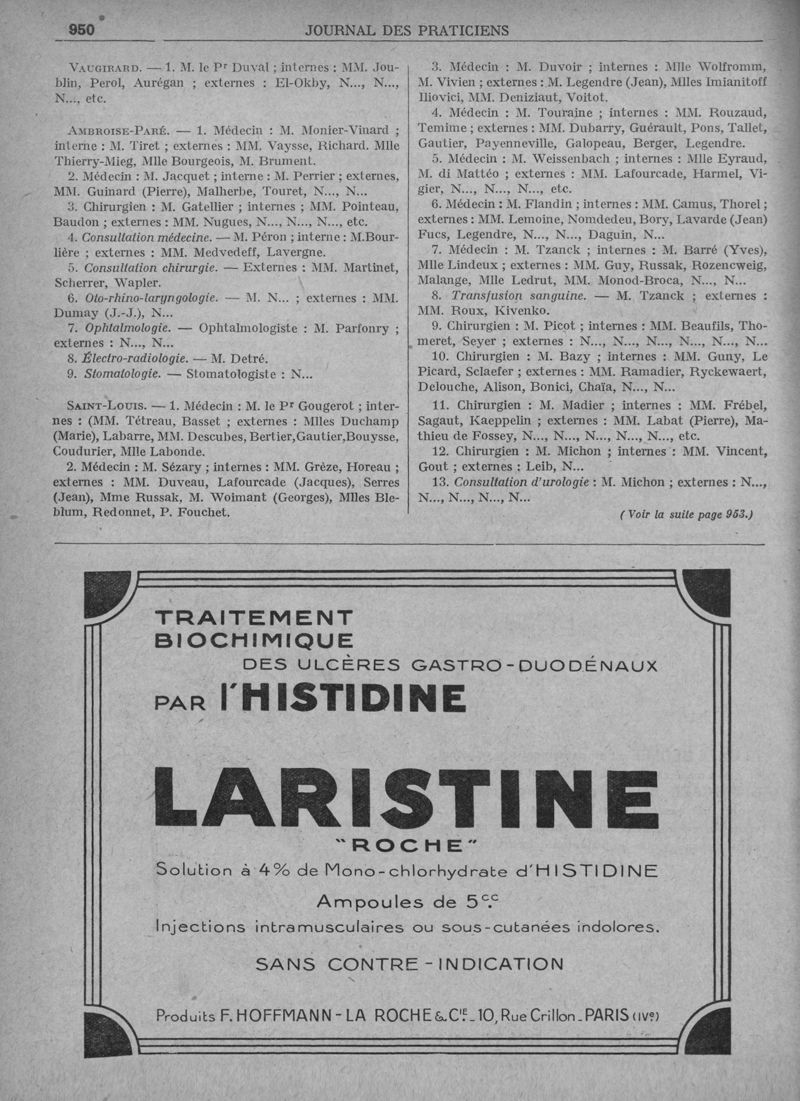 950
JOURNAL DES PRATICIENS
VAUGIRARD. — 1. M. le Pr Duval ; internes : MM. Jou-
blin, Perol, Aurégan ; externes : El-Okby, N..., N...,
N..., etc.
AMBROISE-PARÉ. — 1. Médecin : M. Monier-Vinard ;
interne : M. Tiret ; externes : MM. Vaysse, Richard. Mlle
Thierry-Mieg, Mlle Bourgeois, M. Brument.
2. Médecin : M. Jacquet ; interne : M. Perrier ; externes,
MM. Guinard (Pierre), Malherbe, Touret, N..., N...
3. Chirurgien : M. Gatellier ; internes ; MM. Pointeau,
Baudon ; externes : MM. Nugues, N..., N..., N..., etc.
4. Consultation médecine. — M. Péron ; interne : M.Bour-
lière ; externes : MM. Medvedeff, Lavergne.
5. Consultation chirurgie. — Externes : MM. Martinet,
Scherrer, Wapler.
6. Oto-rhino-laryngologie. — M. N... ; externes : MM.
Dumay (J.-J.), N...
7. Ophtalmologie. — Ophtalmologiste : M. Parfonry ;
externes : N..., N...
8. Électro-radiologie. — M. Detré.
9. Stomatologie. — Stomatologiste : N...
SAINT-LOUIS. — 1. Médecin : M. le Pr Gougerot ; inter-
nes : (MM. Tétreau, Basset ; externes : Mlles Duchamp
(Marie), Labarre, MM. Descubes, Bertier,Gautier,Bouysse,
Coudurier, Mlle Labonde.
2. Médecin : M. Sézary ; internes : MM. Grèze, Horeau ;
externes : MM. Duveau, Lafourcade (Jacques), Serres
(Jean), Mme Russak, M. Woimant (Georges), Mlles Ble-
blum, Redonnet, P. Fouchet.
3. Médecin : M. Duvoir ; internes : Mlle Wolfromm,
M. Vivien ; externes : M. Legendre (Jean), Mlles Imianitoff
Iliovici, MM. Deniziaut, Voitot.
4. Médecin : M. Touraine ; internes : MM. Rouzaud,
Temime ; externes : MM. Dubarry, Guérault, Pons, Tallet,
Gautier, Payenneville, Galopeau, Berger, Legendre.
5. Médecin : M. Weissenbach ; internes : Mlle Eyraud,
M. di Mattéo ; externes : MM. Lafourcade, Harmel, Vi-
gier, N..., N..., N..., etc.
6. Médecin : M. Flandin ; internes : MM. Camus, Thorel ;
externes : MM. Lemoine, Nomdedeu, Bory, Lavarde (Jean)
Fucs, Legendre, N..., N..., Daguin, N...
7. Médecin : M. Tzanck ; internes : M. Barré (Yves),
Mlle Lindeux ; externes : MM. Guy, Russak, Rozencweig,
Malange, Mlle Ledrut, MM. Monod-Broca, N..., N...
8. Transfusion sanguine. — M. Tzanck ; externes :
MM. Roux, Kivenko.
9. Chirurgien : M. Picot ; internes : MM. Beaufils, Tho-
meret, Seyer ; externes : N..., N..., N..., N..., N..., N...
10. Chirurgien : M. Bazy ; internes : MM. Guny, Le
Picard, Sclaefer ; externes : MM. Ramadier, Ryckewaert,
Delouche, Alison, Bonici, Chaïa, N..., N...
11. Chirurgien : M. Madier ; internes : MM. Frébel,
Sagaut, Kaeppelin ; externes : MM. Labat (Pierre), Ma-
thieu de Fossey, N..., N..., N..., N..., N..., etc.
12. Chirurgien : M. Michon ; internes : MM. Vincent,
Gout ; externes : Leib, N...
13. Consultation d'urologie : M. Michon ; externes : N...,
N..., N..., N..., N...
(Voir la suite page 953.)
TRAITEMENT
BIOCHIMIQUE
DES ULCÈRES GASTRO-DUODÉNAUX
PAR l'HISTIDINE
LARISTINE
"ROCHE"
Solution à 4% de Mono-chlorhydrate d'HISTIDINE
Ampoules de 5c.c.
Injections intramusculaires ou sous-cutanées indolores.
SANS CONTRE-INDICATION
Produits F. HOFFMANN-LA ROCHE & Cie_10, Rue Crillon_PARIS (IVe)